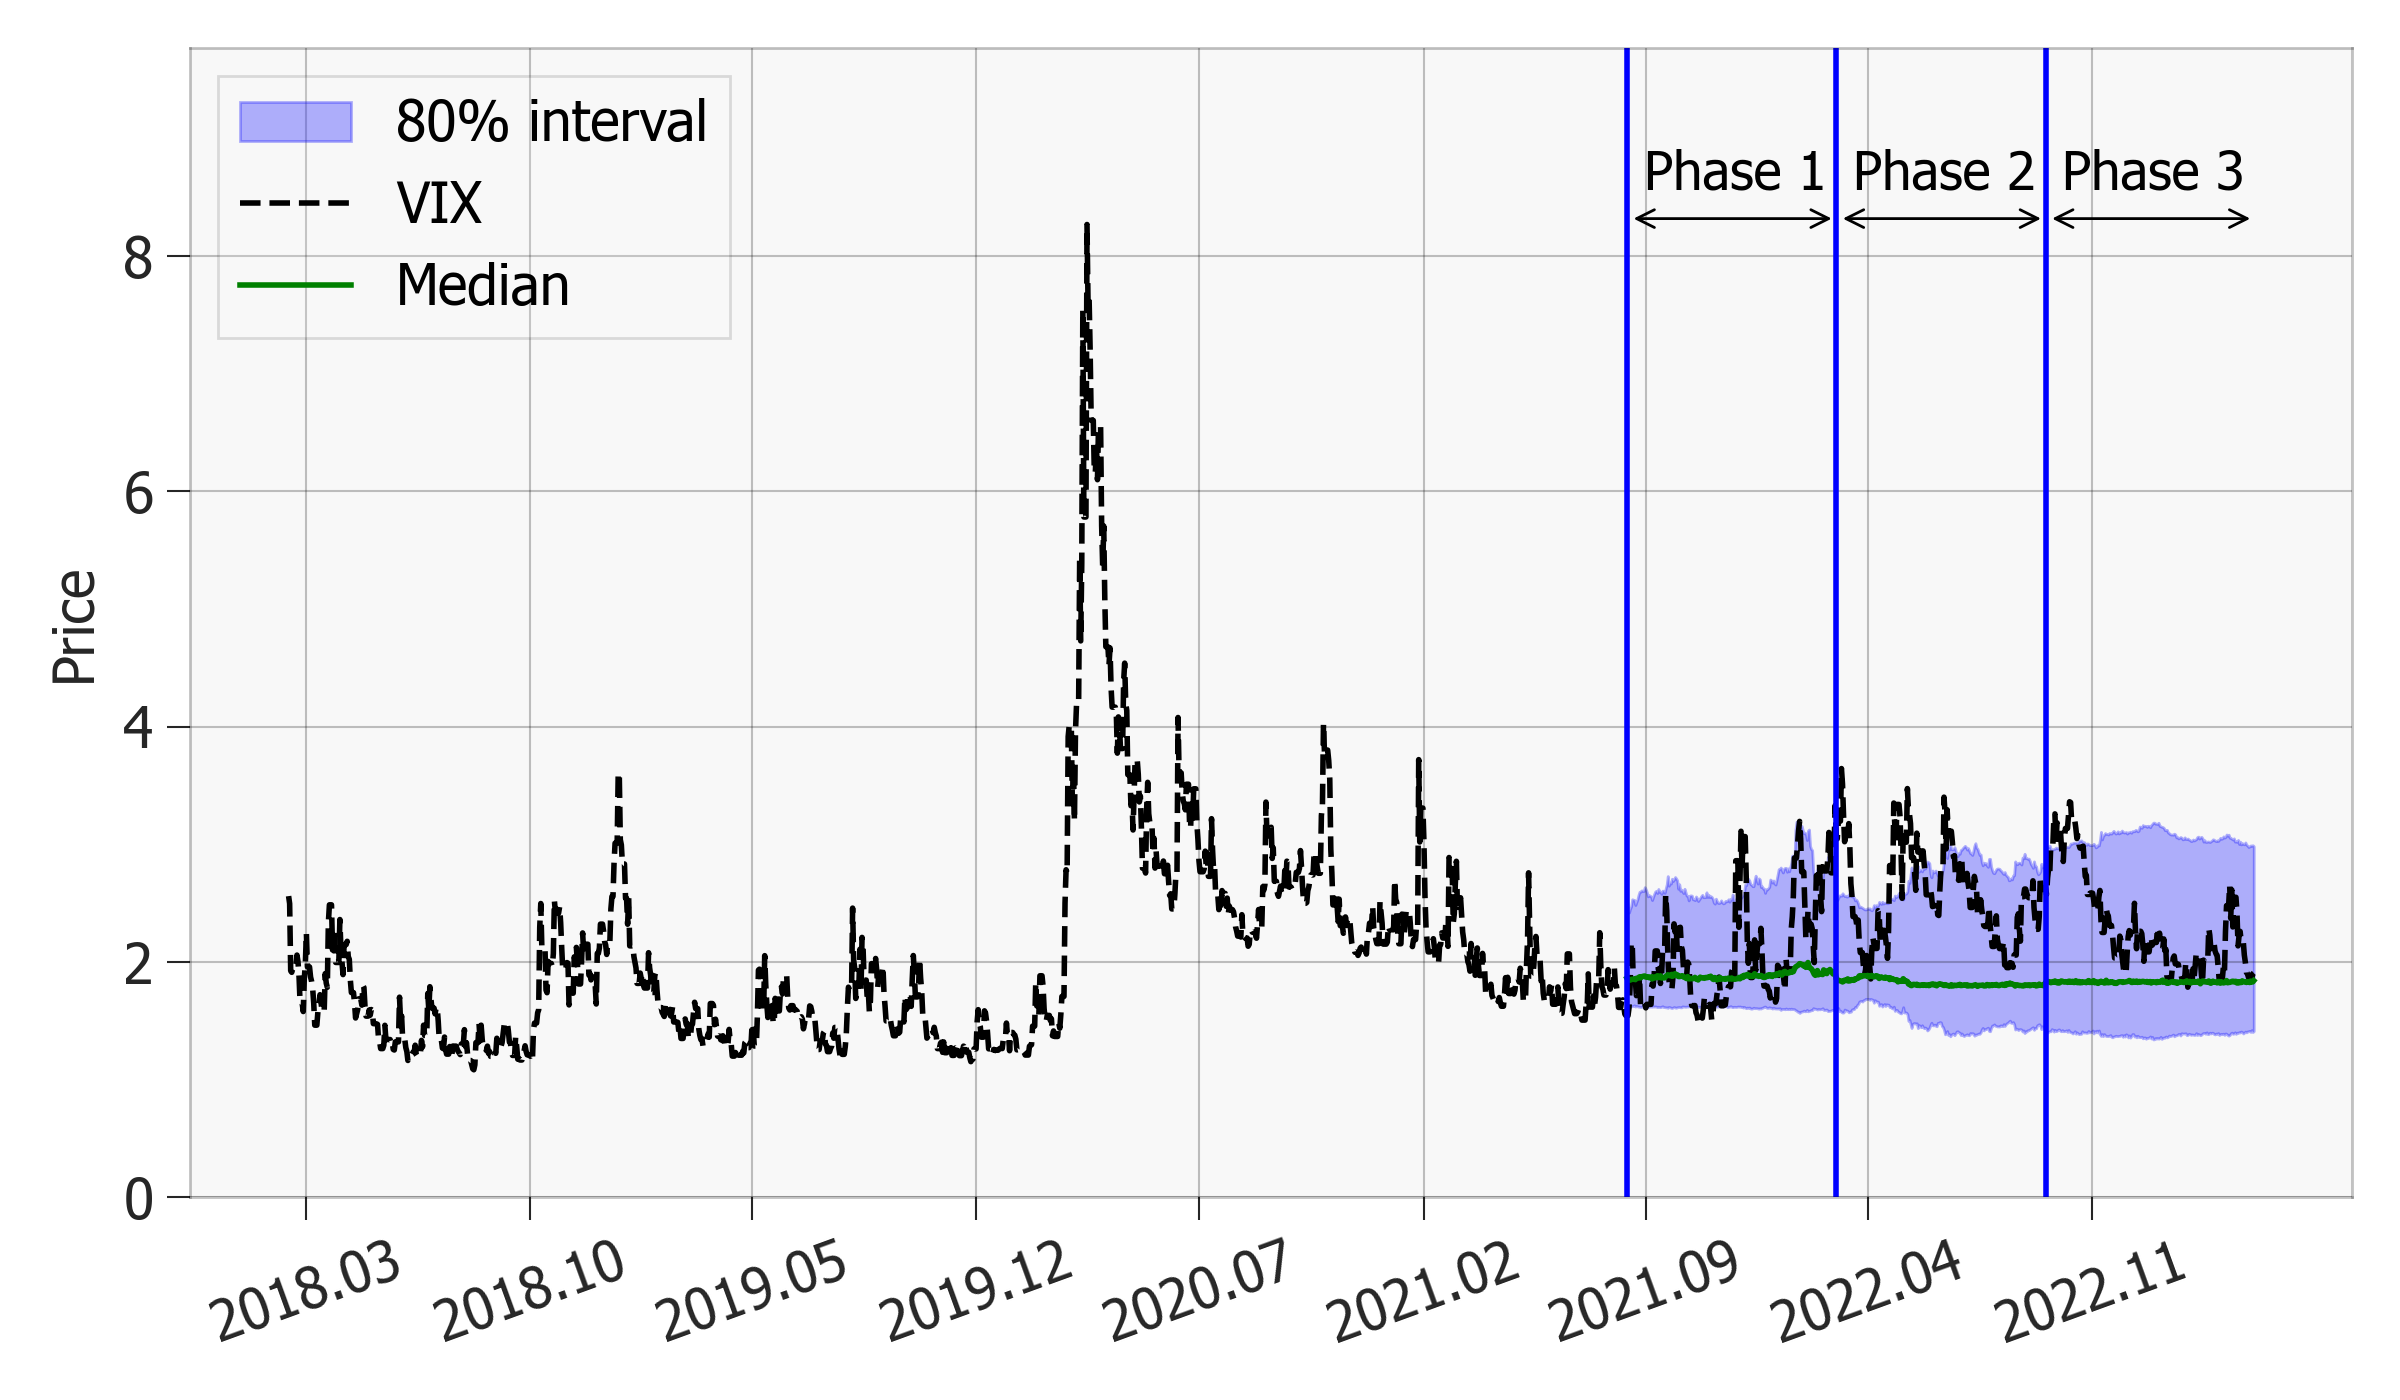 80% interval
VIX
Median
Phase 1
Phase 2
Phase 3
Price
8
6
4
2
0
2018.03
2018.10
2019.05
2019.12
2020.07
2021.02
2021.09
2022.04
2022.11